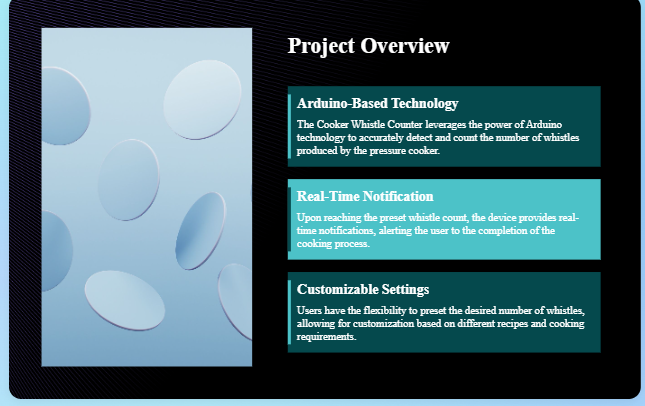 Project Overview
Arduino-Based Technology
The Cooker Whistle Counter leverages the power of Arduino
technology to accurately detect and count the number of whistles
produced by the pressure cooker.
Real-Time Notification
Upon reaching the preset whistle count, the device provides real-
time notifications, alerting the user to the completion of the
cooking process.
Customizable Settings
Users have the flexibility to preset the desired number of whistles,
allowing for customization based on different recipes and cooking
requirements.